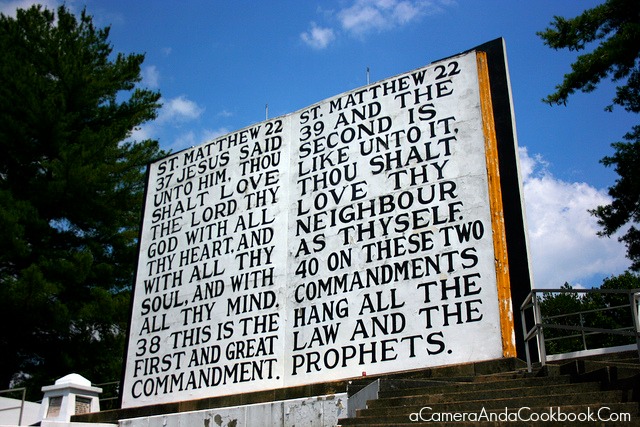 ST. MATTHEW 22
37 JESUS SAID
UNTO HIM, THOU
SHALT LOVE
THE LORD THY
GOD WITH ALL
THY HEART, AND
WITH ALL THY
SOUL, AND WITH
ALL THY MIND.
38 THIS IS THE
FIRST AND GREAT
COMMANDMENT.
ST. MATTHEW 22
39 AND THE
SECOND IS
LIKE UNTO IT,
THOU SHALT
LOVE THY
NEIGHBOUR
AS THYSELF.
40 ON THESE TWO
COMMANDMENTS
HANG ALL THE
LAW AND THE
PROPHETS.
aCameraAndaCookbook.Com